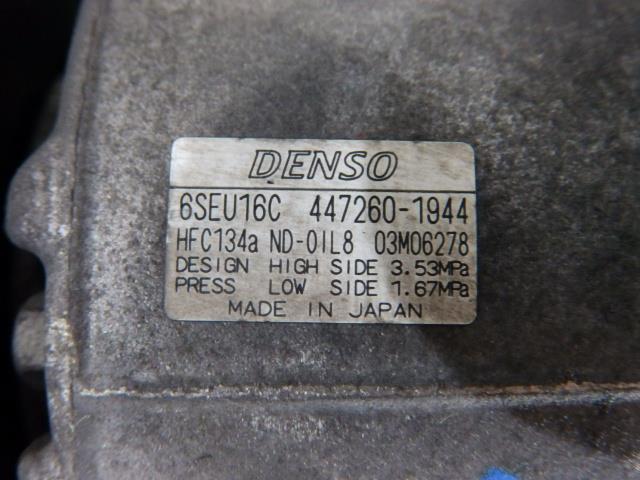 DENSO
6SEU16C 447260-1944
HFC134a ND-OIL8 03M06278
DESIGN HIGH SIDE 3.53MPa
PRESS LOW SIDE 1.67MPa
MADE IN JAPAN